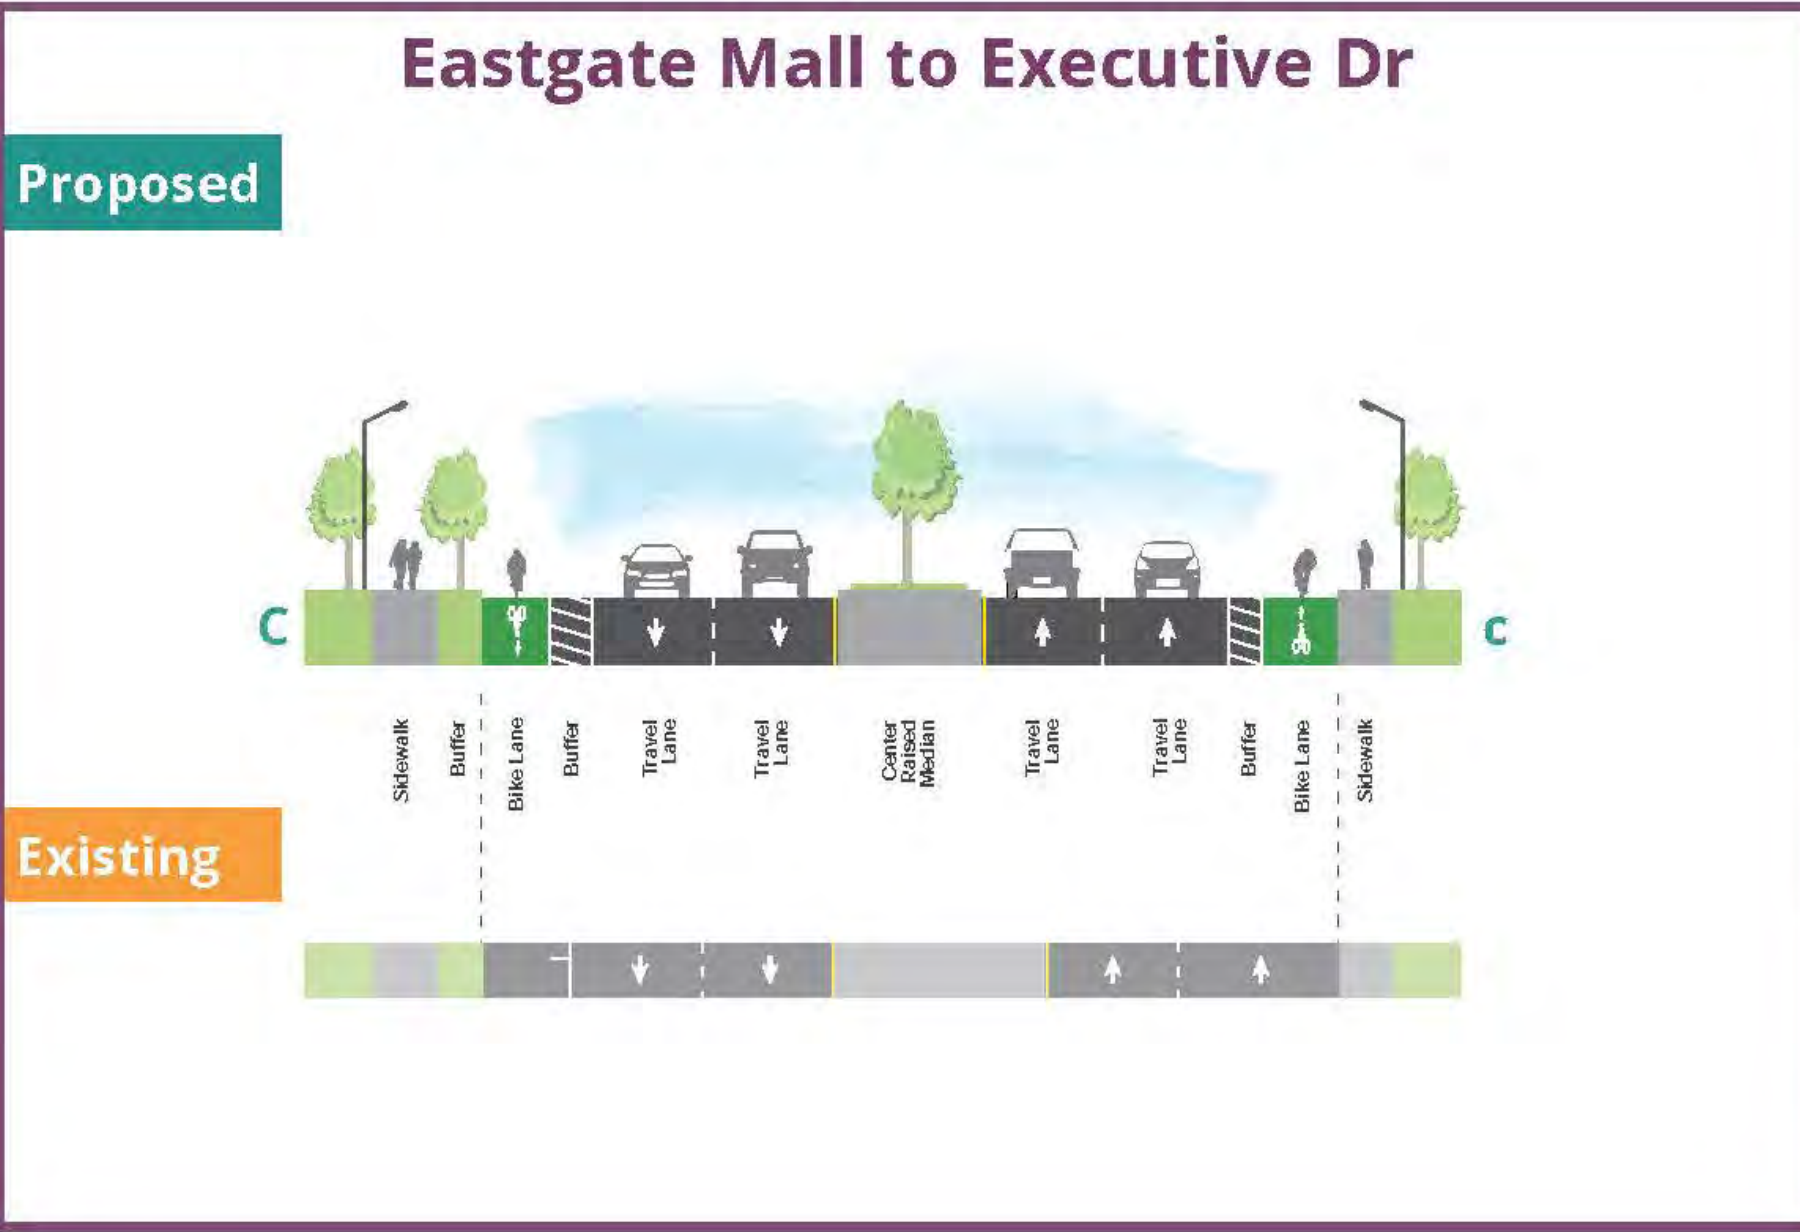 Eastgate Mall to Executive Dr
Proposed
C
C
Sidewalk
Buffer
Bike Lane
Buffer
Travel
Lane
Travel
Lane
Center
Raised
Median
Travel
Lane
Travel
Lane
Buffer
Bike Lane
Sidewalk
Existing